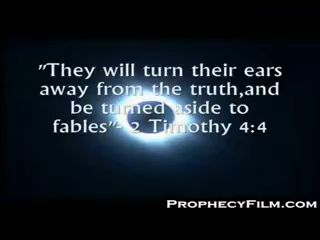 "They will turn their ears
away from the truth,and
be turned aside to
fables"- 2 Timothy 4:4
ProphecyFilm.com